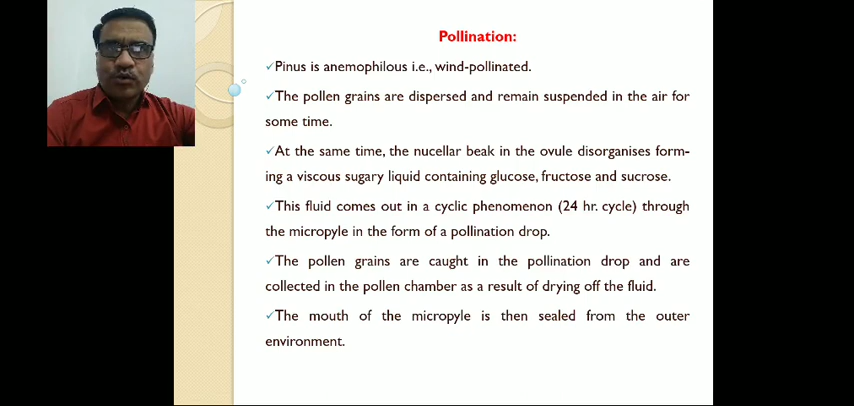 Pollination:
✓Pinus is anemophilous i.e., wind-pollinated.
✓The pollen grains are dispersed and remain suspended in the air for
some time.
✓At the same time, the nucellar beak in the ovule disorganises form-
ing a viscous sugary liquid containing glucose, fructose and sucrose.
✓This fluid comes out in a cyclic phenomenon (24 hr. cycle) through
the micropyle in the form of a pollination drop.
✓The pollen grains are caught in the pollination drop and are
collected in the pollen chamber as a result of drying off the fluid.
✓The mouth of the micropyle is then sealed from the outer
environment.